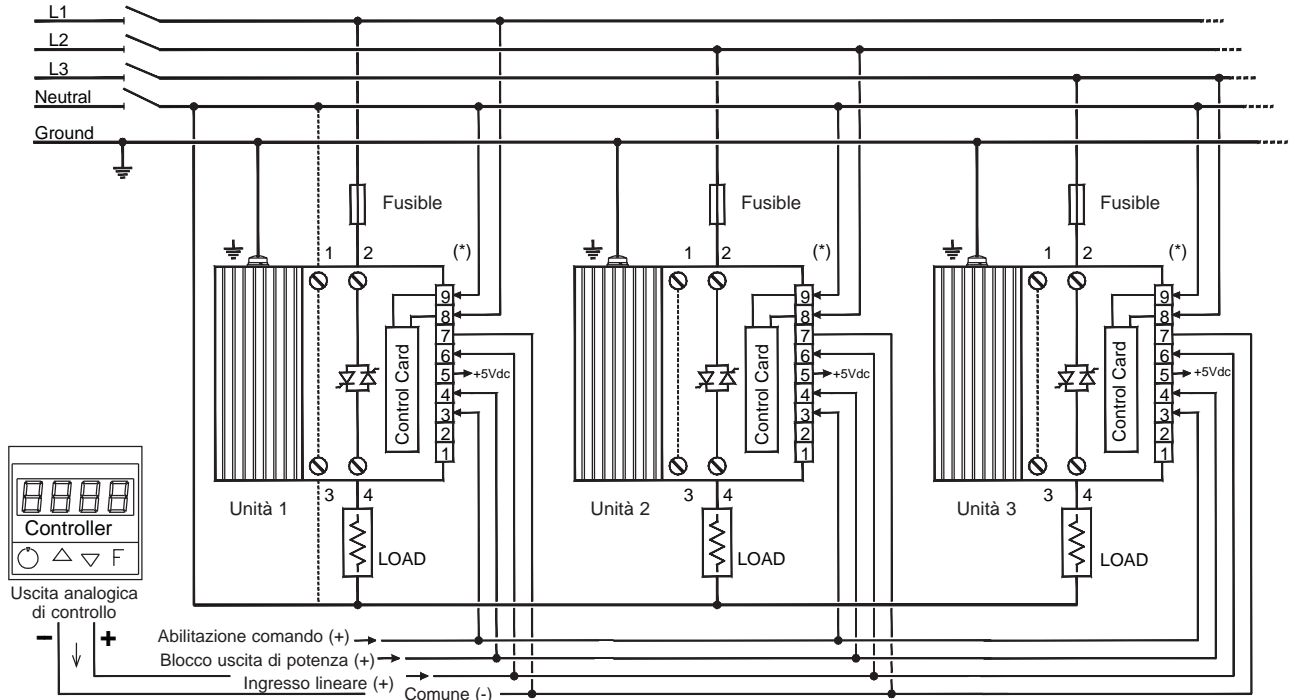 L1
L2
L3
Neutral
Ground
Fusible
Fusible
Fusible
1 2 (*)
1 2 (*)
1 2 (*)
9
8
7
6
5
4
3
2
1
+5Vdc
Control Card
9
8
7
6
5
4
3
2
1
+5Vdc
Control Card
9
8
7
6
5
4
3
2
1
+5Vdc
Control Card
Unità 1
3 4
LOAD
Unità 2
3 4
LOAD
Unità 3
3 4
LOAD
8888
Controller
F
Uscita analogica
di controllo
- +
Abilitazione comando (+)
Blocco uscita di potenza (+)
Ingresso lineare (+)
Comune (-)